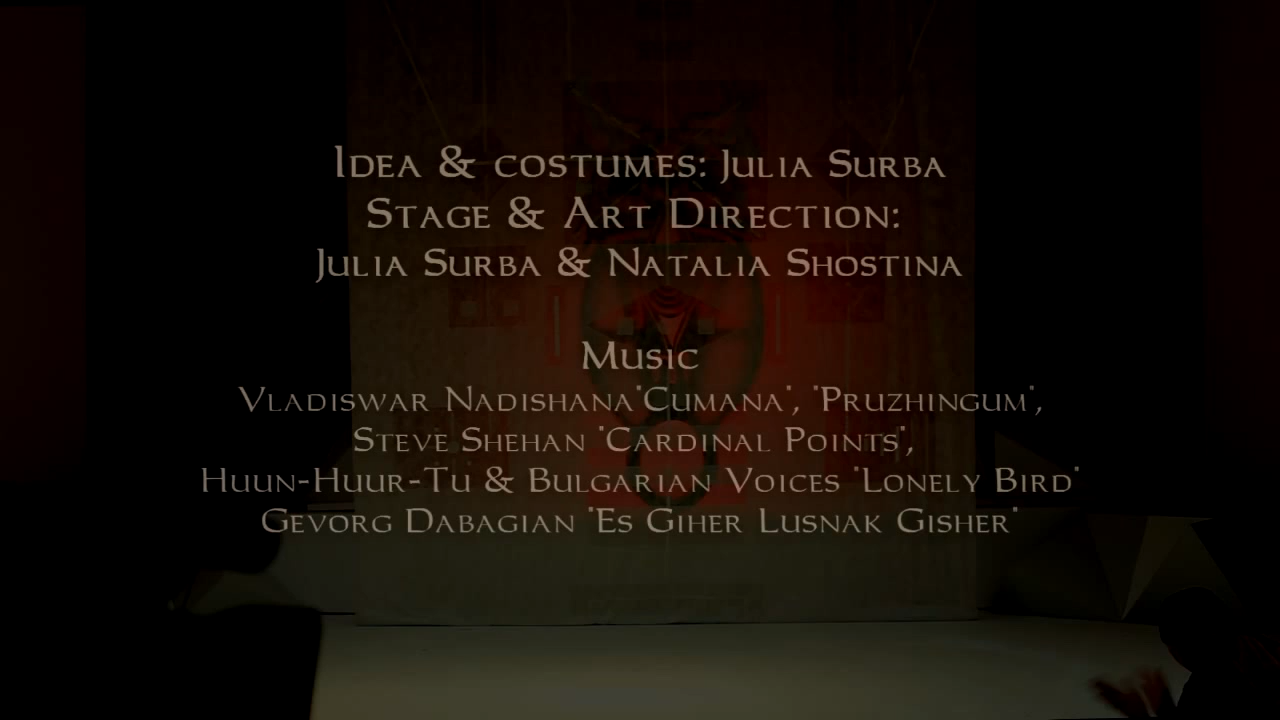 Idea & costumes: Julia Surba
Stage & Art Direction:
Julia Surba & Natalia Shostina
Music
Vladiswar Nadishana 'Cumana', 'Pruzhingum',
Steve Shehan 'Cardinal Points',
Huun-Huur-Tu & Bulgarian Voices 'Lonely Bird'
Gevorg Dabagian 'Es Giher Lusnak Gisher'